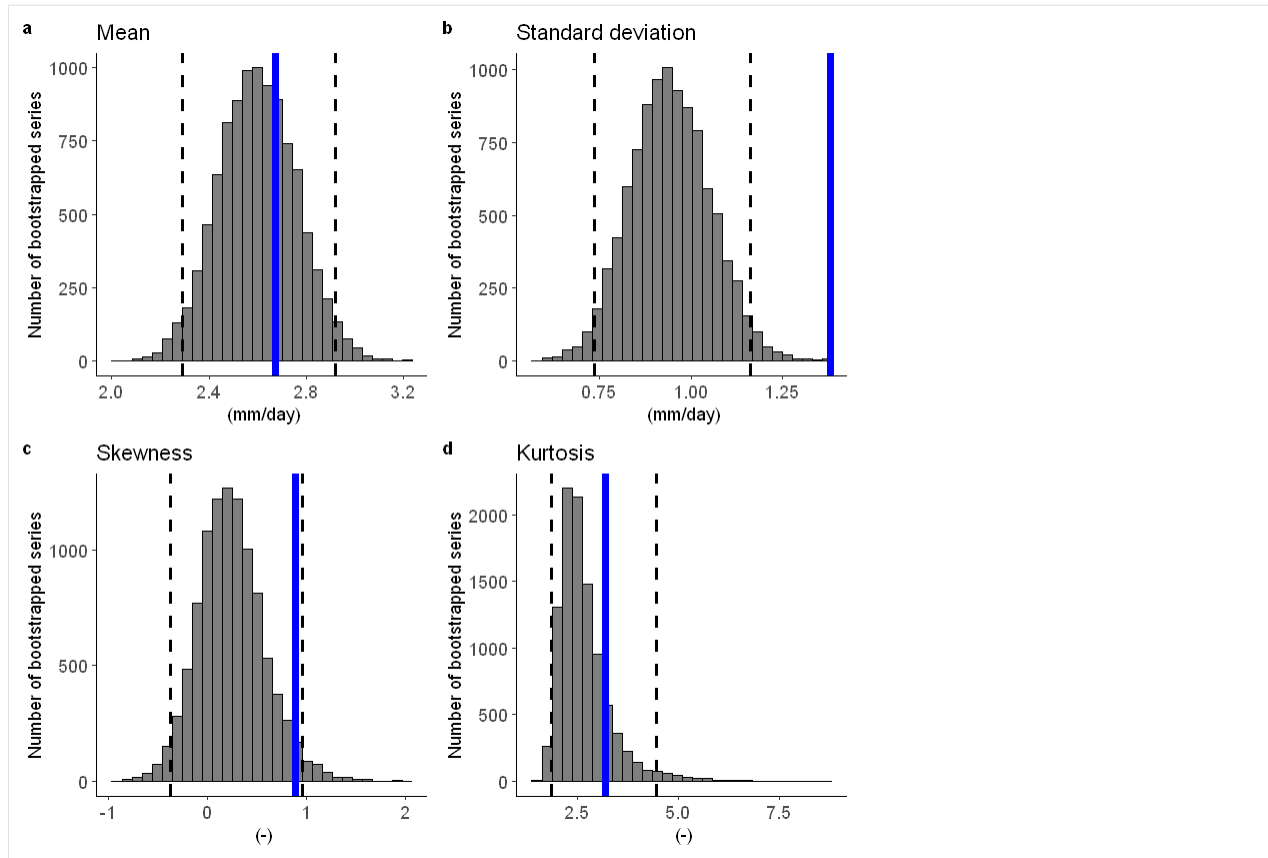 a Mean
Number of bootstrapped series
1000
750
500
250
0
2.0 2.4 2.8 3.2
(mm/day)
b Standard deviation
Number of bootstrapped series
1000
750
500
250
0
0.75 1.00 1.25
(mm/day)
c Skewness
Number of bootstrapped series
1000
500
0
-1 0 1 2
(-)
d Kurtosis
Number of bootstrapped series
2000
1500
1000
500
0
2.5 5.0 7.5
(-)